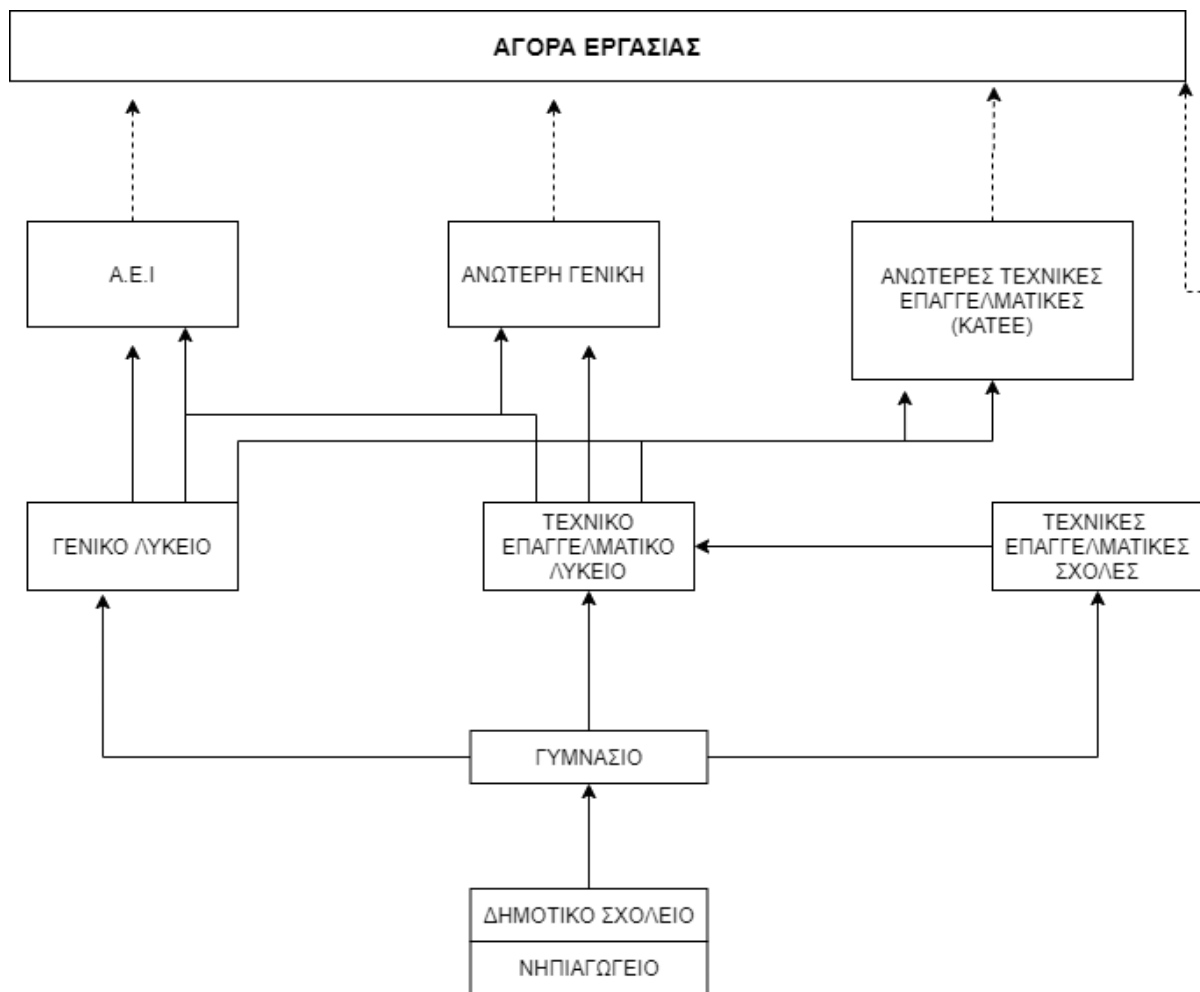 ΑΓΟΡΑ ΕΡΓΑΣΙΑΣ
Α.Ε.Ι
ΑΝΩΤΕΡΗ ΓΕΝΙΚΗ
ΑΝΩΤΕΡΕΣ ΤΕΧΝΙΚΕΣ
ΕΠΑΓΓΕΛΜΑΤΙΚΕΣ
(ΚΑΤΕΕ)
ΓΕΝΙΚΟ ΛΥΚΕΙΟ
ΤΕΧΝΙΚΟ
ΕΠΑΓΓΕΛΜΑΤΙΚΟ
ΛΥΚΕΙΟ
ΤΕΧΝΙΚΕΣ
ΕΠΑΓΓΕΛΜΑΤΙΚΕΣ
ΣΧΟΛΕΣ
ΓΥΜΝΑΣΙΟ
ΔΗΜΟΤΙΚΟ ΣΧΟΛΕΙΟ
ΝΗΠΙΑΓΩΓΕΙΟ